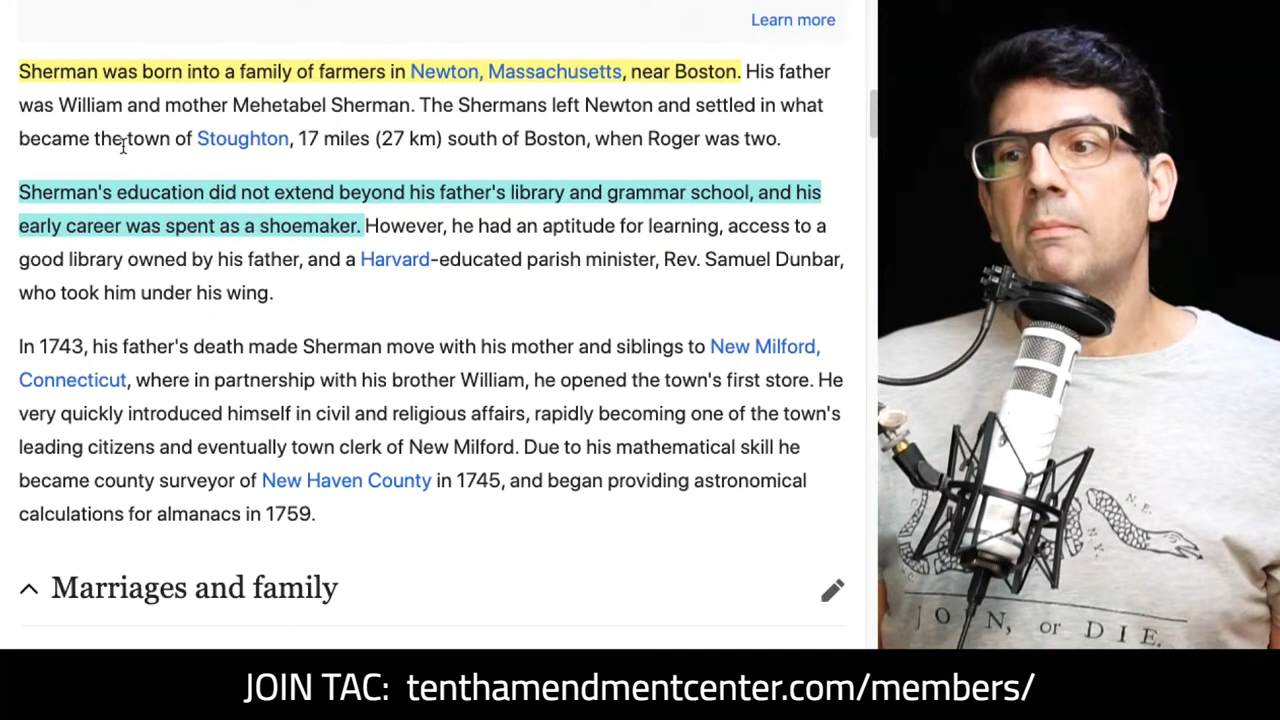 Learn more
Sherman was born into a family of farmers in Newton, Massachusetts, near Boston. His father
was William and mother Mehetabel Sherman. The Shermans left Newton and settled in what
became the town of Stoughton, 17 miles (27 km) south of Boston, when Roger was two.
Sherman's education did not extend beyond his father's library and grammar school, and his
early career was spent as a shoemaker. However, he had an aptitude for learning, access to a
good library owned by his father, and a Harvard-educated parish minister, Rev. Samuel Dunbar,
who took him under his wing.
In 1743, his father's death made Sherman move with his mother and siblings to New Milford,
Connecticut, where in partnership with his brother William, he opened the town's first store. He
very quickly introduced himself in civil and religious affairs, rapidly becoming one of the town's
leading citizens and eventually town clerk of New Milford. Due to his mathematical skill he
became county surveyor of New Haven County in 1745, and began providing astronomical
calculations for almanacs in 1759.
Marriages and family
N. E.
N. Y.
JOIN, or DIE.
JOIN TAC: tenthamendmentcenter.com/members/